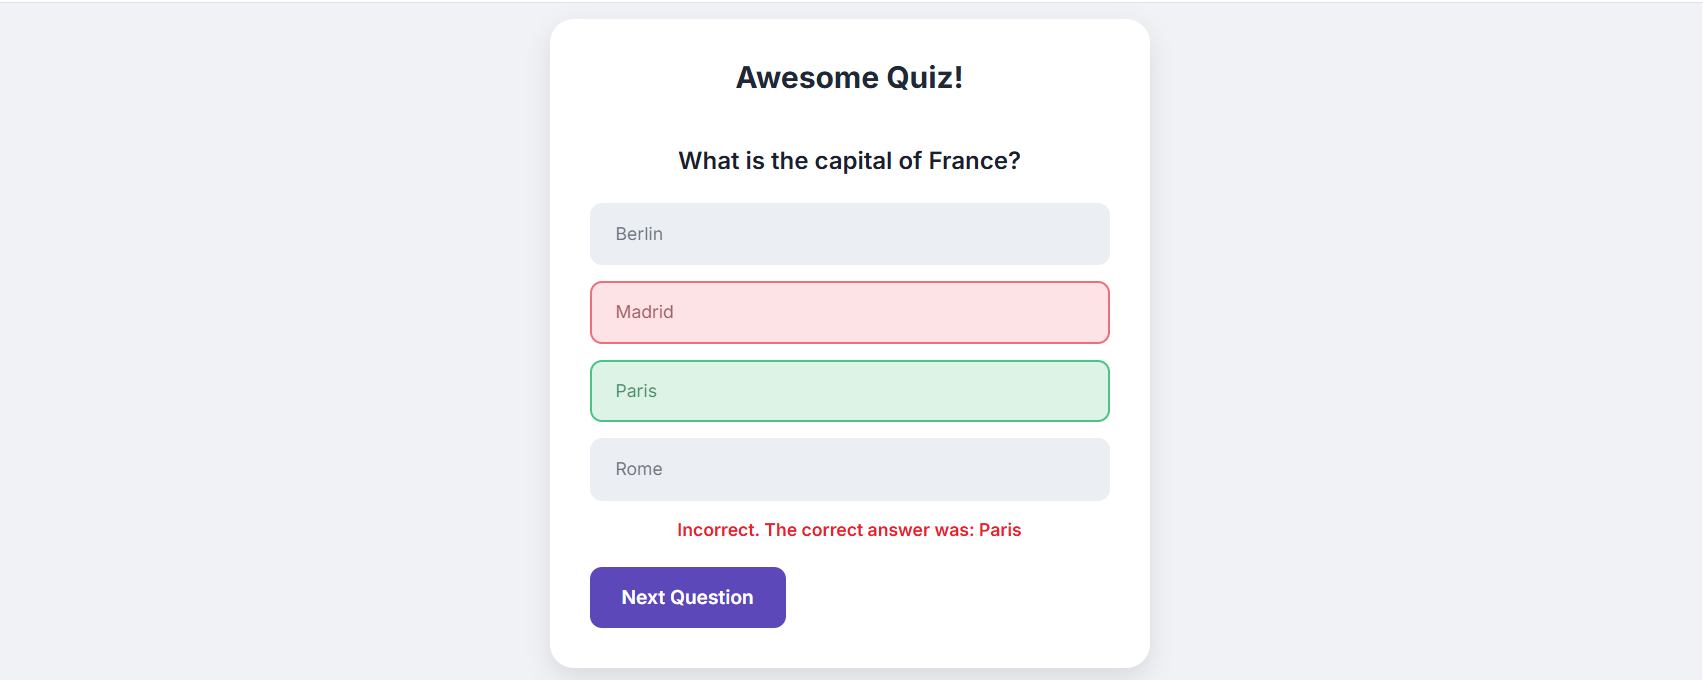 Awesome Quiz!
What is the capital of France?
Berlin
Madrid
Paris
Rome
Incorrect. The correct answer was: Paris
Next Question